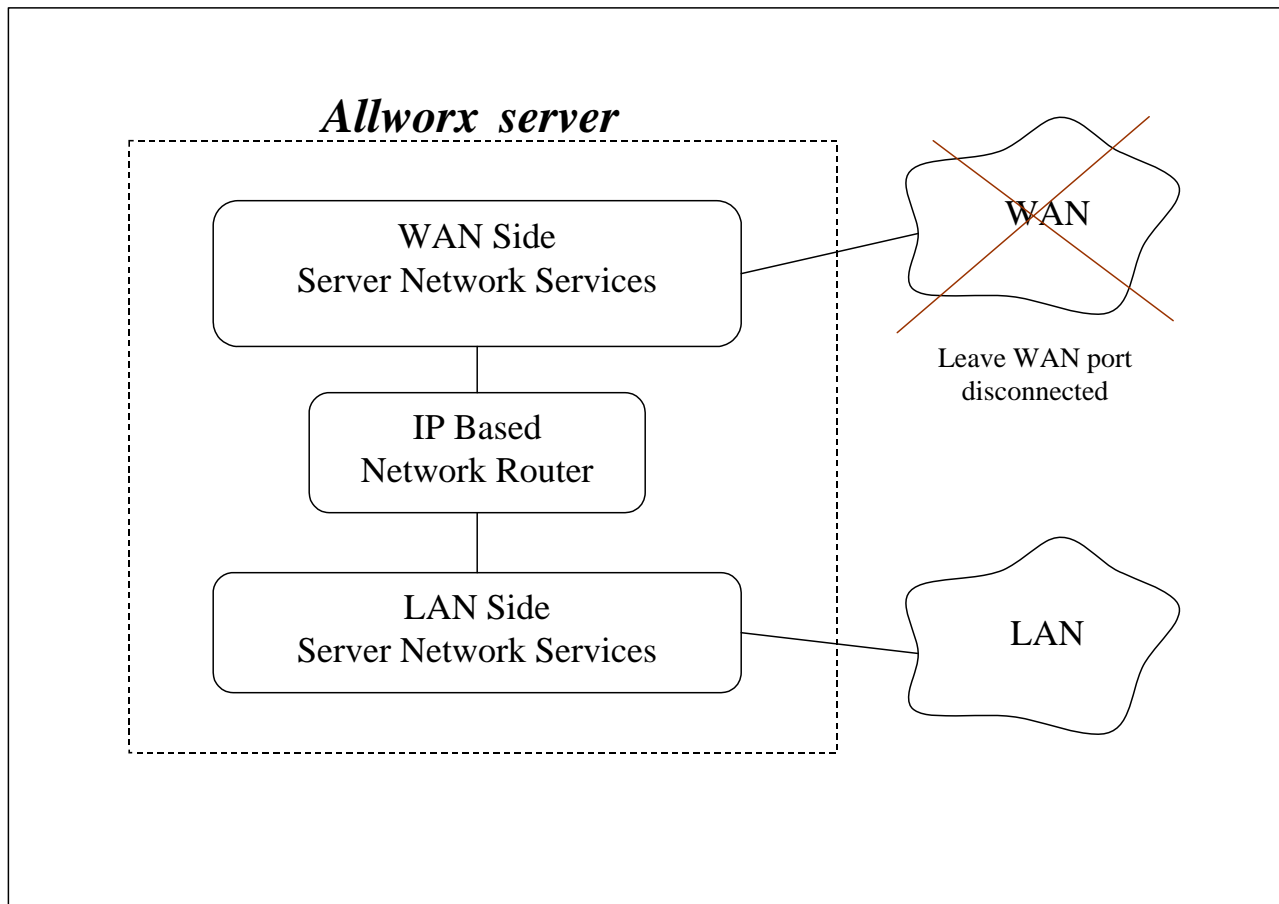 Allworx server
WAN Side
Server Network Services
WAN
Leave WAN port
disconnected
IP Based
Network Router
LAN Side
Server Network Services
LAN